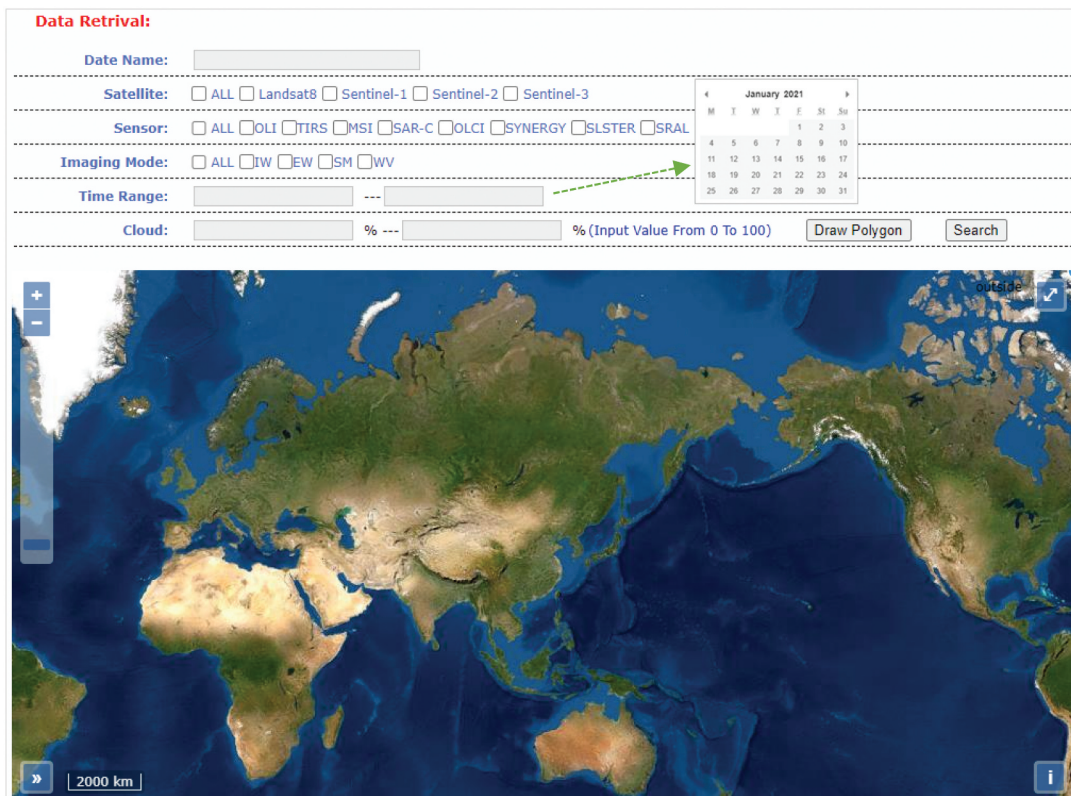 Data Retrival:
Date Name:
Satellite: ALL Landsat8 Sentinel-1 Sentinel-2 Sentinel-3
Sensor: ALL OLI TIRS MSI SAR-C OLCI SYNERGY SLSTER SRAL
Imaging Mode: ALL IW EW SM WV
Time Range: ---
Cloud: % --- % (Input Value From 0 To 100) Draw Polygon Search
January 2021
M T W T F St Su
1 2 3
4 5 6 7 8 9 10
11 12 13 14 15 16 17
18 19 20 21 22 23 24
25 26 27 28 29 30 31
+
outside
−
»
2000 km
i